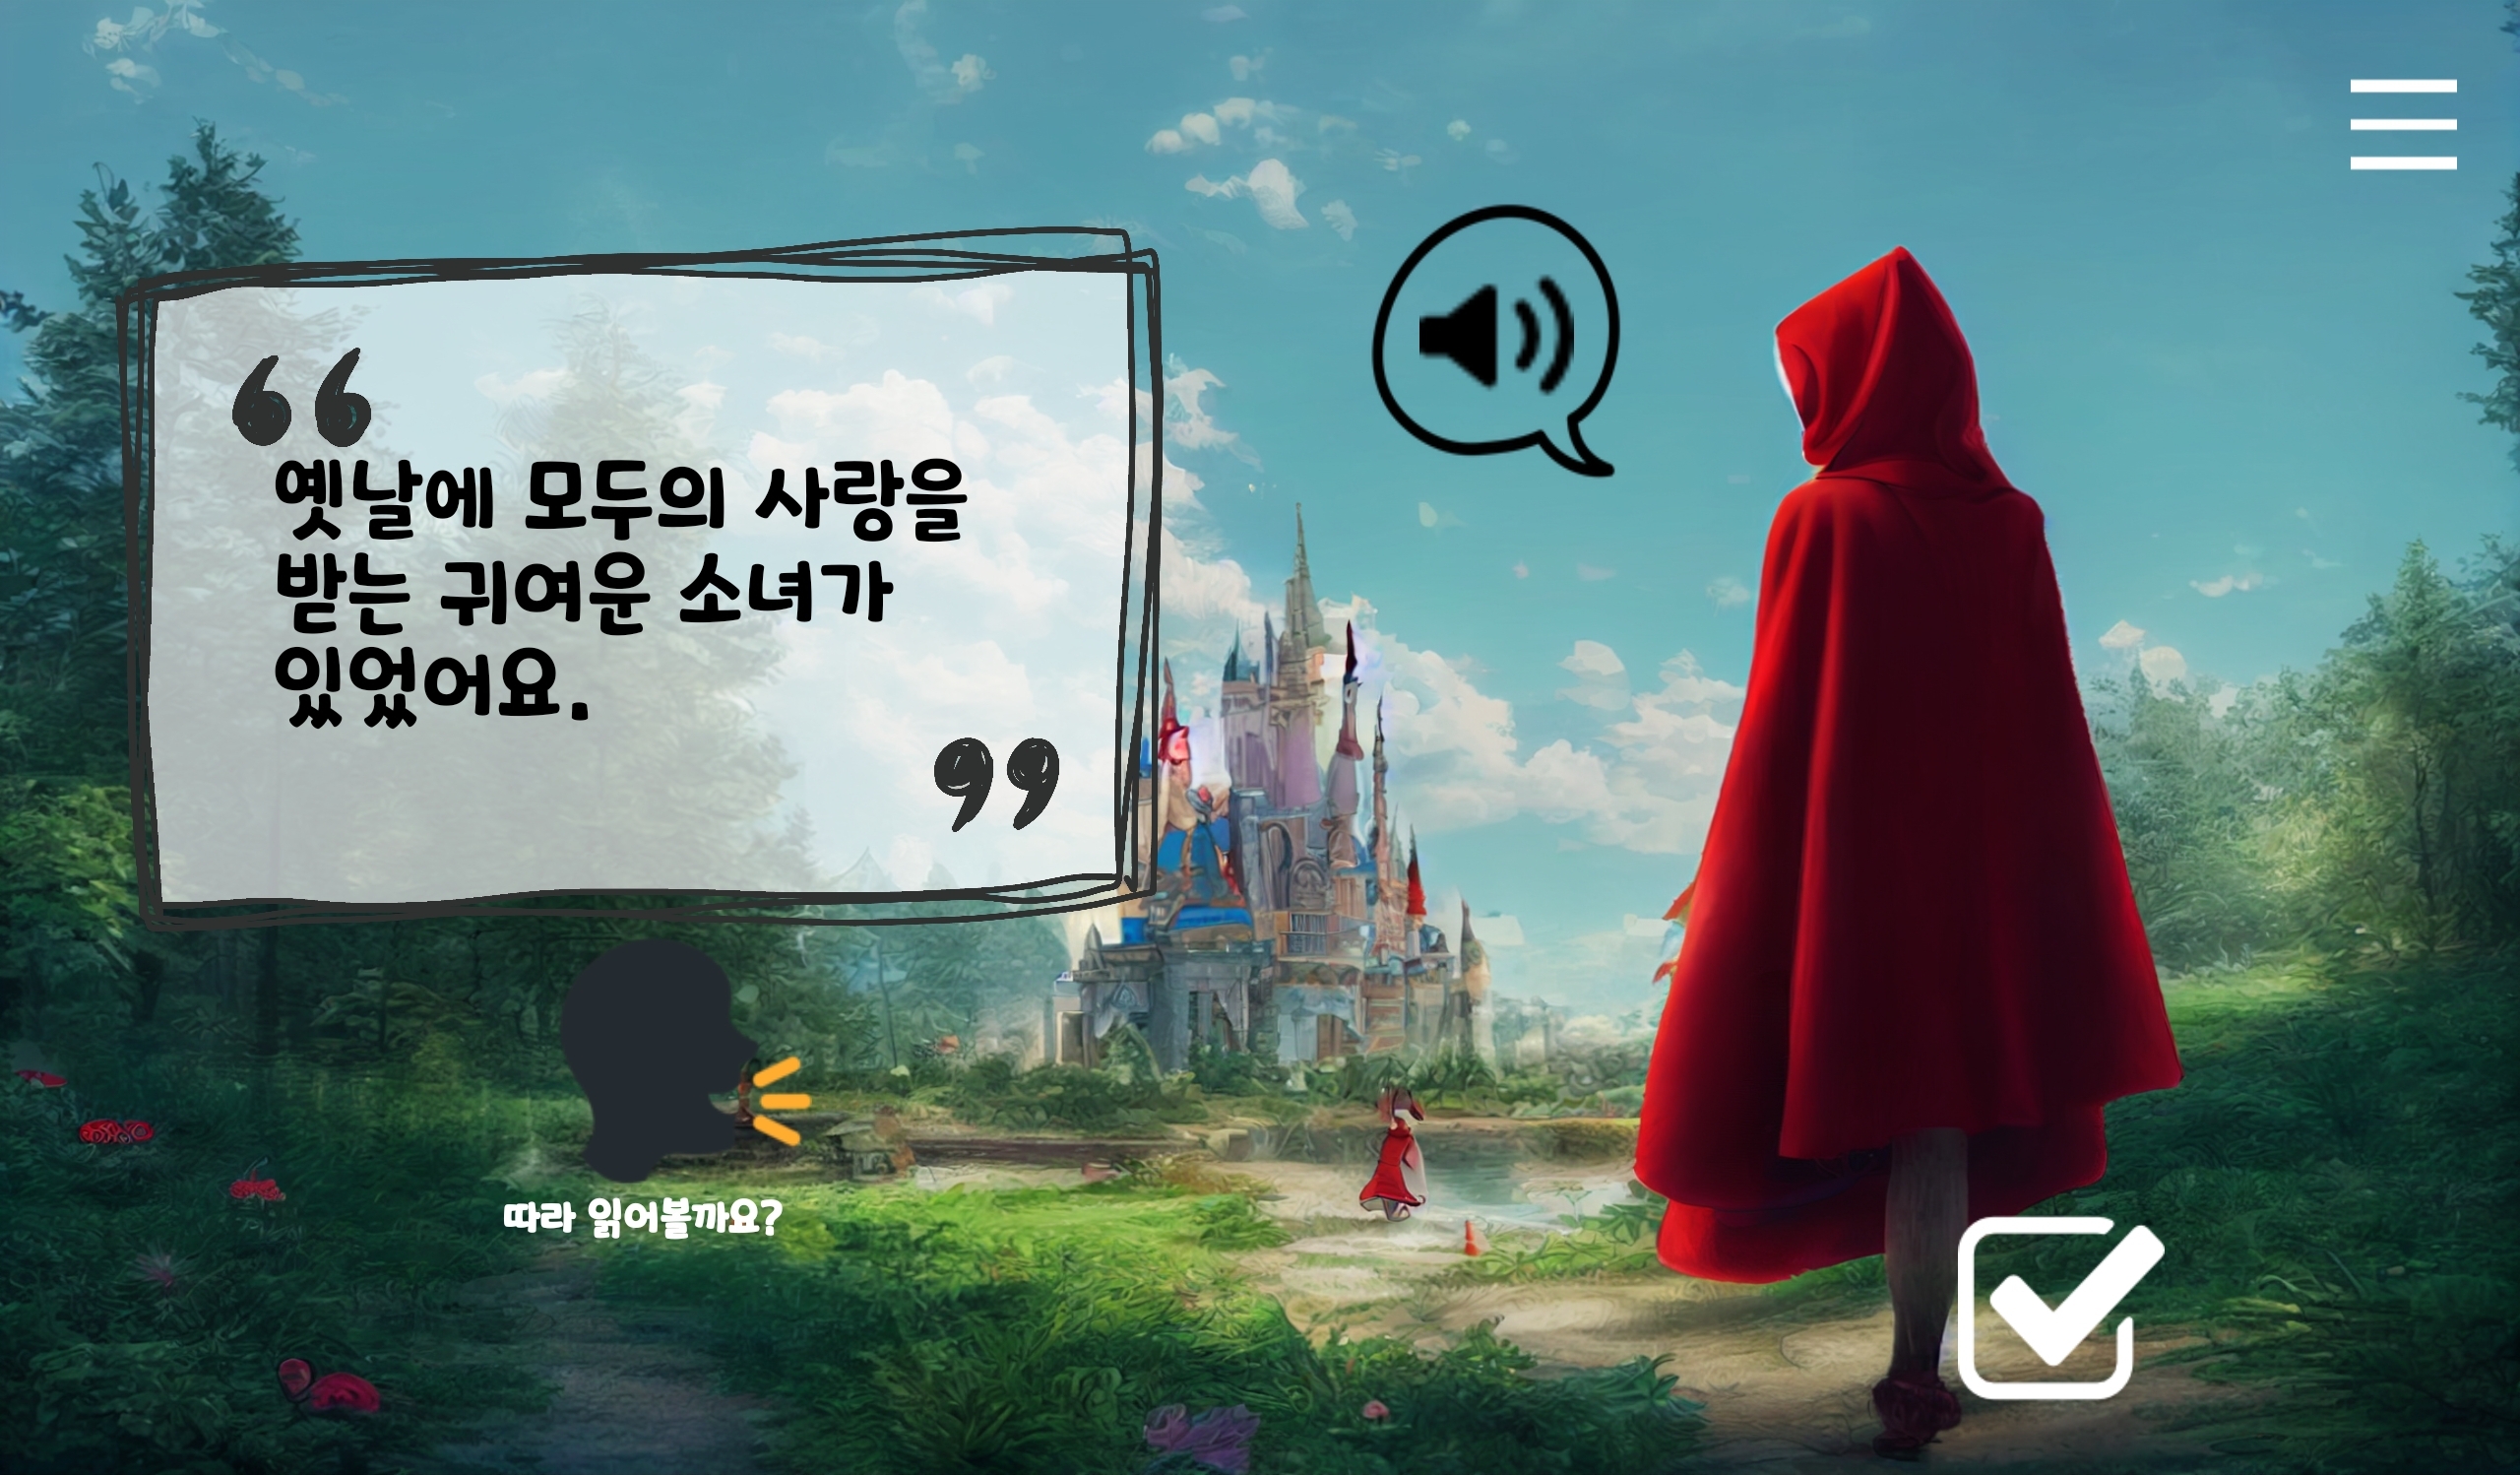 “
옛날에 모두의 사랑을
받는 귀여운 소녀가
있었어요.
”
따라 읽어볼까요?